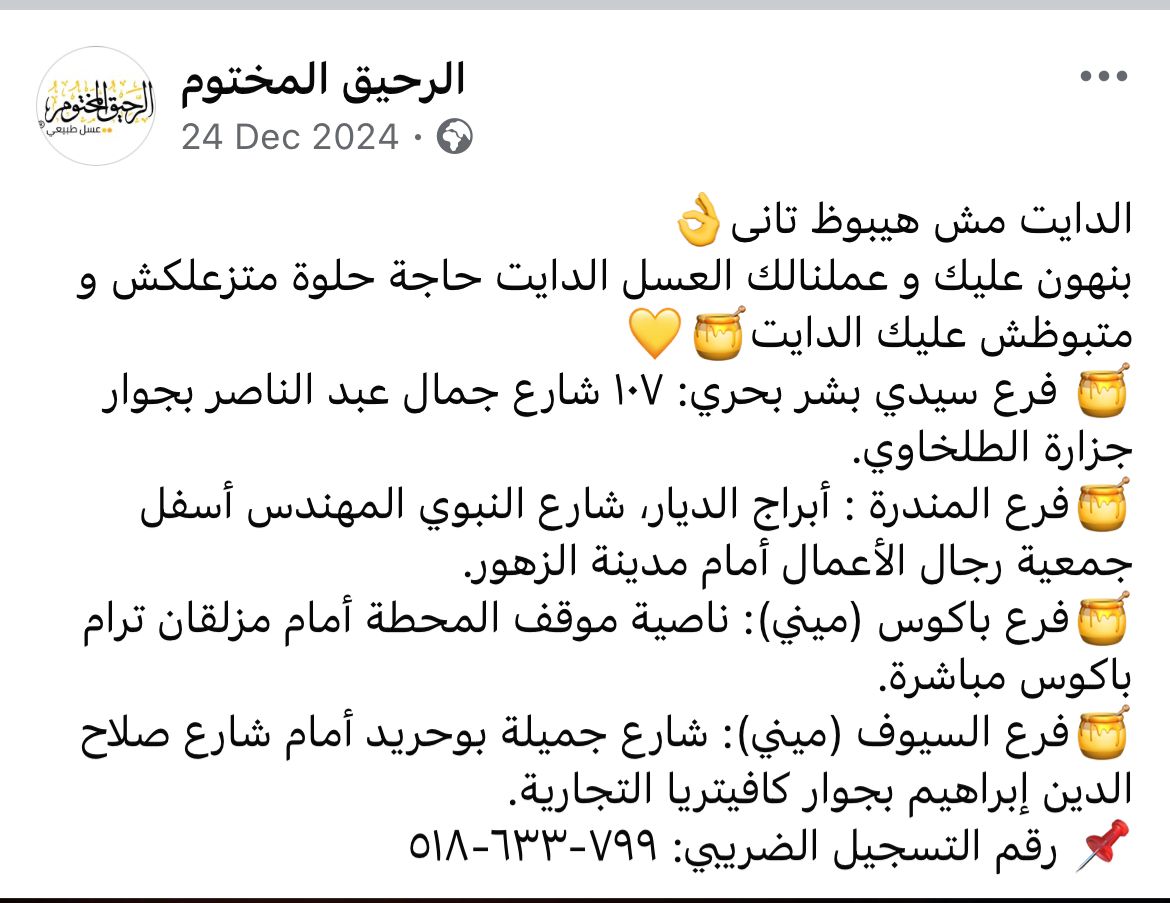 الرحيق المختوم
عسل طبيعي
الرحيق المختوم
24 Dec 2024 ·
الدايت مش هيبوظ تانى👌
بنهون عليك و عملنالك العسل الدايت حاجة حلوة متزعلكش و
متبوظش عليك الدايت🍯💛
🍯 فرع سيدي بشر بحري: ١٠٧ شارع جمال عبد الناصر بجوار
جزارة الطلخاوي.
🍯فرع المندرة : أبراج الديار، شارع النبوي المهندس أسفل
جمعية رجال الأعمال أمام مدينة الزهور.
🍯فرع باكوس (ميني): ناصية موقف المحطة أمام مزلقان ترام
باكوس مباشرة.
🍯فرع السيوف (ميني): شارع جميلة بوحريد أمام شارع صلاح
الدين إبراهيم بجوار كافيتريا التجارية.
📌 رقم التسجيل الضريبي: ٧٩٩-٦٣٣-٥١٨